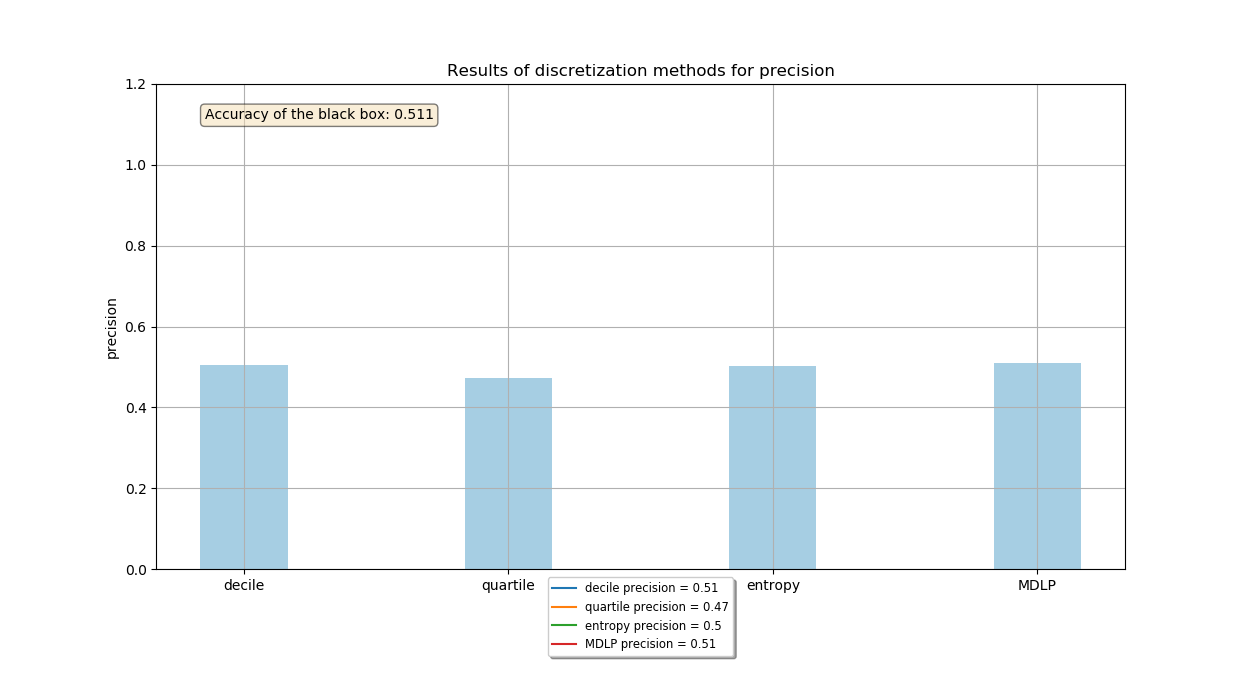 Results of discretization methods for precision
Accuracy of the black box: 0.511
1.2
1.0
0.8
0.6
0.4
0.2
0.0
precision
decile
quartile
entropy
MDLP
decile precision = 0.51
quartile precision = 0.47
entropy precision = 0.5
MDLP precision = 0.51